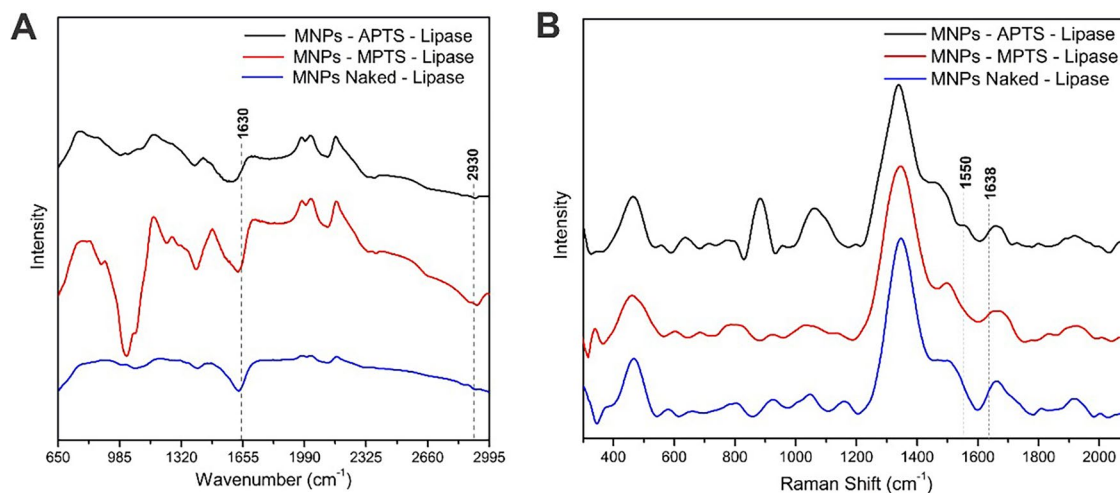 A
MNPs - APTS - Lipase
MNPs - MPTS - Lipase
MNPs Naked - Lipase
1630
2930
Intensity
650 985 1320 1655 1990 2325 2660 2995
Wavenumber (cm-1)
B
MNPs - APTS - Lipase
MNPs - MPTS - Lipase
MNPs Naked - Lipase
1550
1638
Intensity
400 600 800 1000 1200 1400 1600 1800 2000
Raman Shift (cm-1)